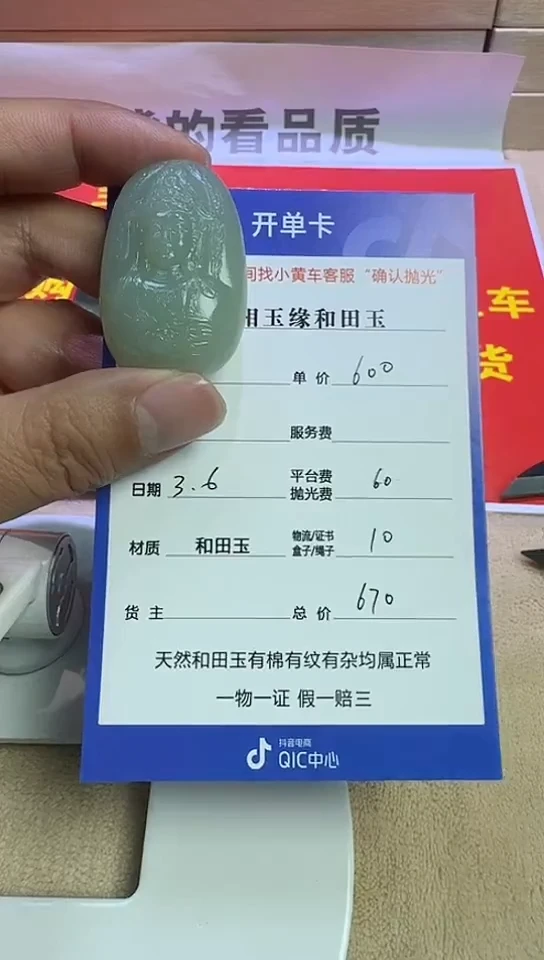 的看品质
开单卡
间找小黄车客服“确认抛光”
玉缘和田玉
单价 600
服务费
日期 3.6 平台费 抛光费 60
材质 和田玉 物流/证书 盒子/绳子 10
货主 总价 670
天然和田玉有棉有纹有杂均属正常
一物一证 假一赔三
抖音电商
QIC中心
车
货